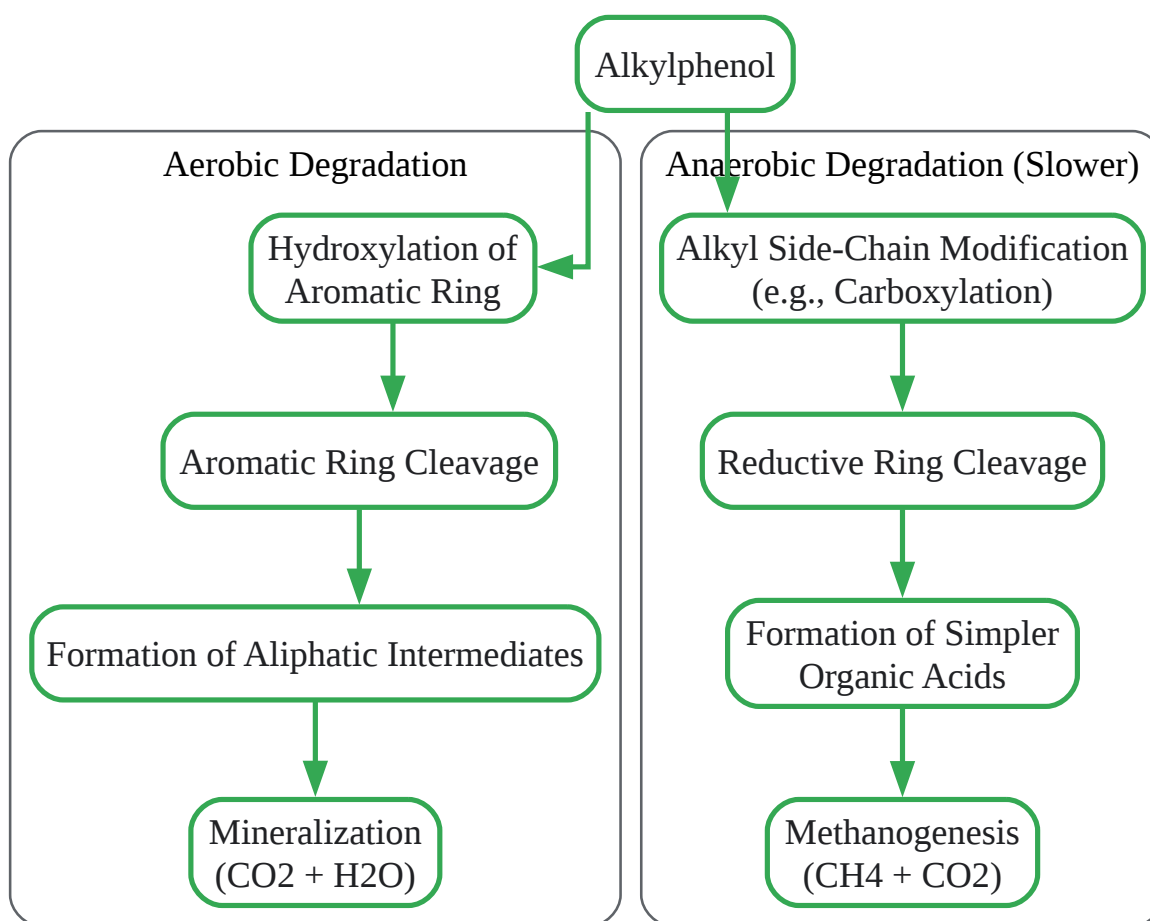 Alkylphenol
Aerobic Degradation
Hydroxylation of
Aromatic Ring
Aromatic Ring Cleavage
Formation of Aliphatic Intermediates
Mineralization
(CO2 + H2O)
Anaerobic Degradation (Slower)
Alkyl Side-Chain Modification
(e.g., Carboxylation)
Reductive Ring Cleavage
Formation of Simpler
Organic Acids
Methanogenesis
(CH4 + CO2)